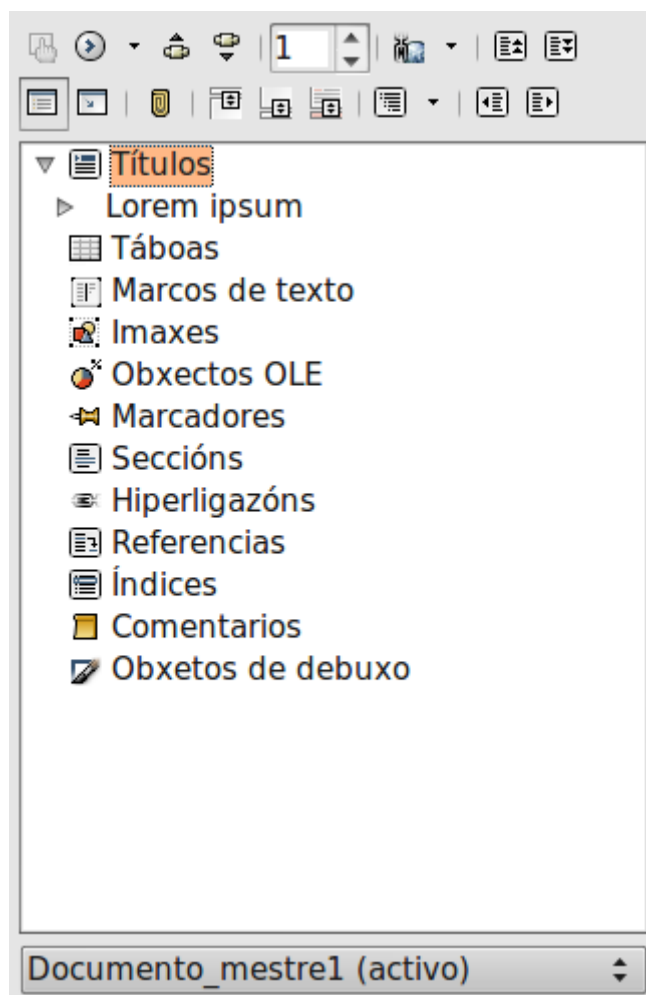 1
Títulos
Lorem ipsum
Táboas
Marcos de texto
Imaxes
Obxectos OLE
Marcadores
Seccións
Hiperligazóns
Referencias
Índices
Comentarios
Obxetos de debuxo
Documento_mestre1 (activo)